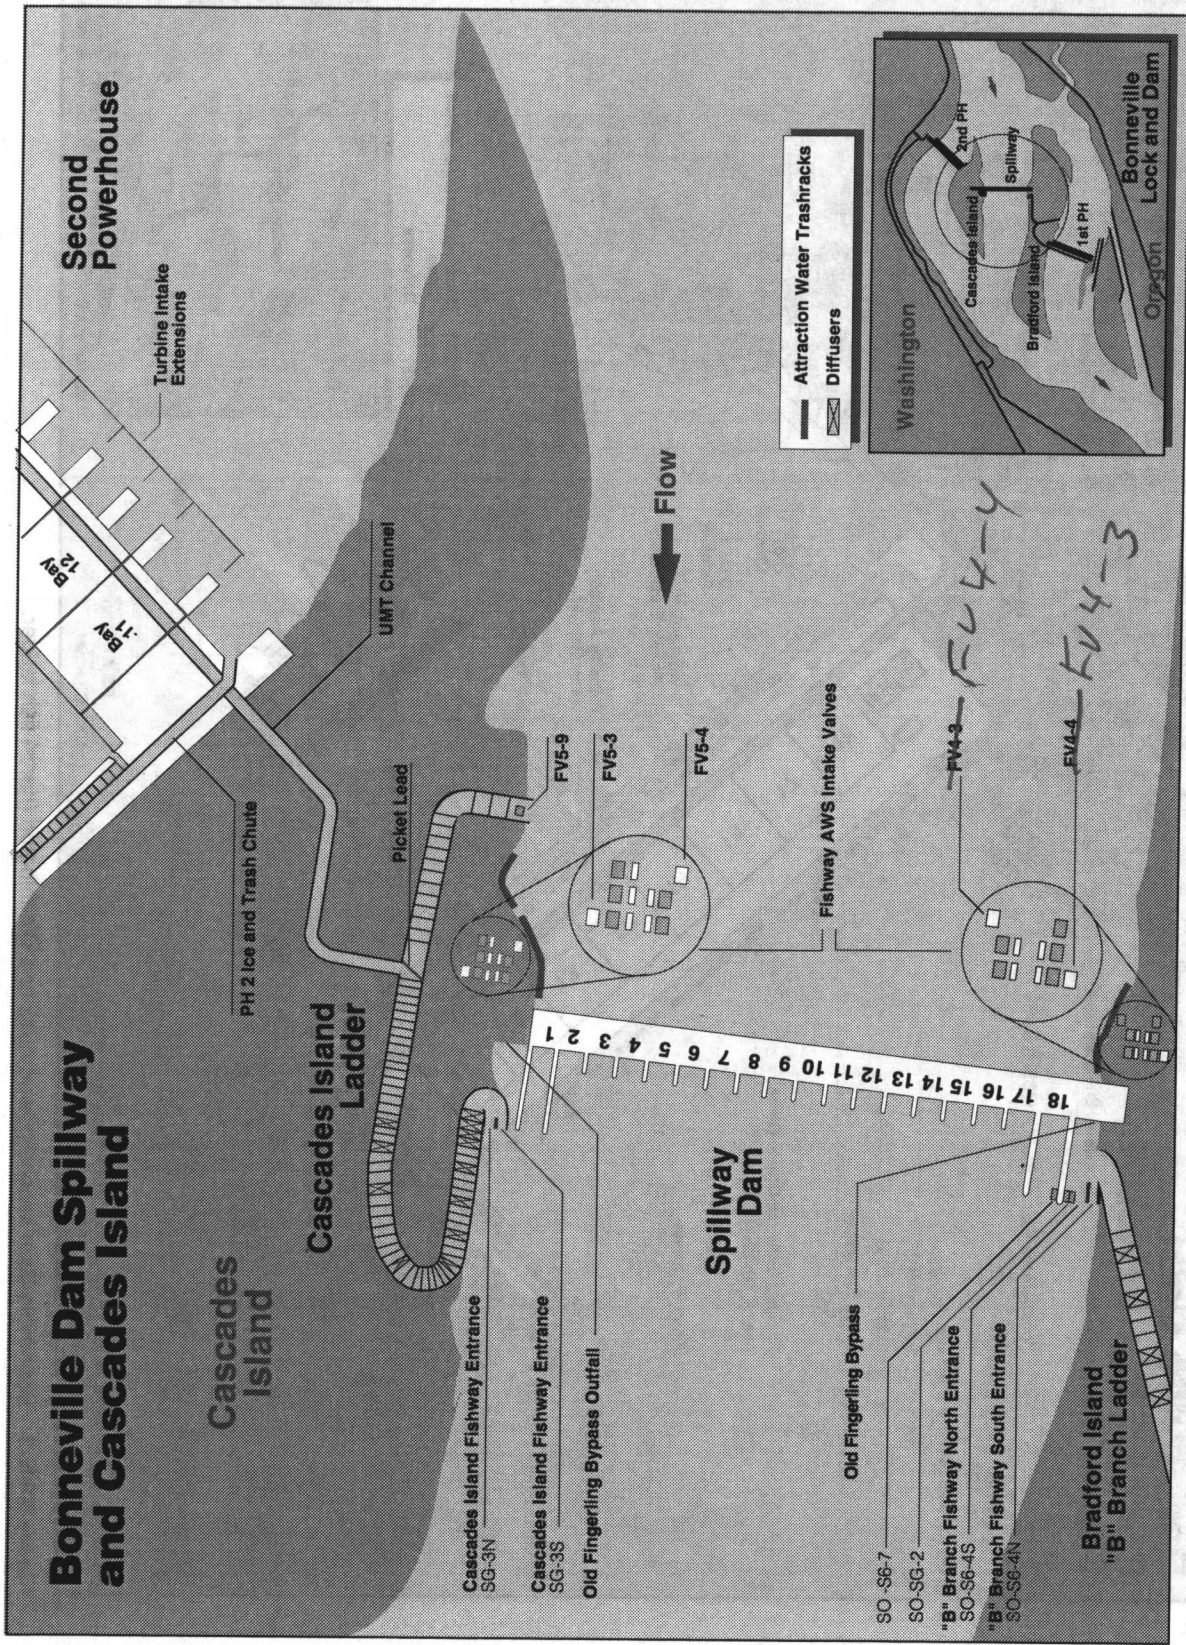 Bonneville Dam Spillway
and Cascades Island
Second
Powerhouse
Turbine Intake
Extensions
Bay
12
Bay
11
UMT Channel
PH 2 Ice and Trash Chute
Cascades
Island
Cascades Island
Ladder
Picket Lead
FV5-9
FV5-3
FV5-4
Flow
Fishway AWS Intake Valves
FV4-3
FV4-4
FV4-4
FV4-3
Cascades Island Fishway Entrance
SG-3N
Cascades Island Fishway Entrance
SG-3S
Old Fingerling Bypass Outfall
1
2
3
4
5
6
7
8
9
10
11
12
13
14
15
16
17
18
Spillway
Dam
Old Fingerling Bypass
SO -S6-7
SO-SG-2
"B" Branch Fishway North Entrance
SO-S6-4S
"B" Branch Fishway South Entrance
SO-S6-4N
Bradford Island
"B" Branch Ladder
Attraction Water Trashracks
Diffusers
Washington
2nd PH
Cascades Island
Spillway
Bradford Island
1st PH
Oregon
Bonneville
Lock and Dam